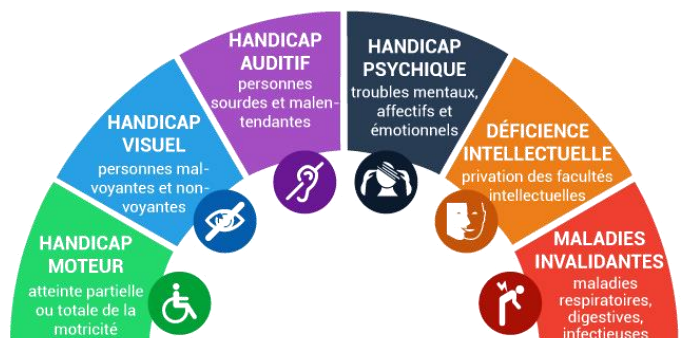 HANDICAP
MOTEUR
atteinte partielle
ou totale de la
motricité
HANDICAP
VISUEL
personnes mal-
voyantes et non-
voyantes
HANDICAP
AUDITIF
personnes
sourdes et malen-
tendantes
HANDICAP
PSYCHIQUE
troubles mentaux,
affectifs et
émotionnels
DÉFICIENCE
INTELLECTUELLE
privation des facultés
intellectuelles
MALADIES
INVALIDANTES
maladies
respiratoires,
digestives,
infectieuses